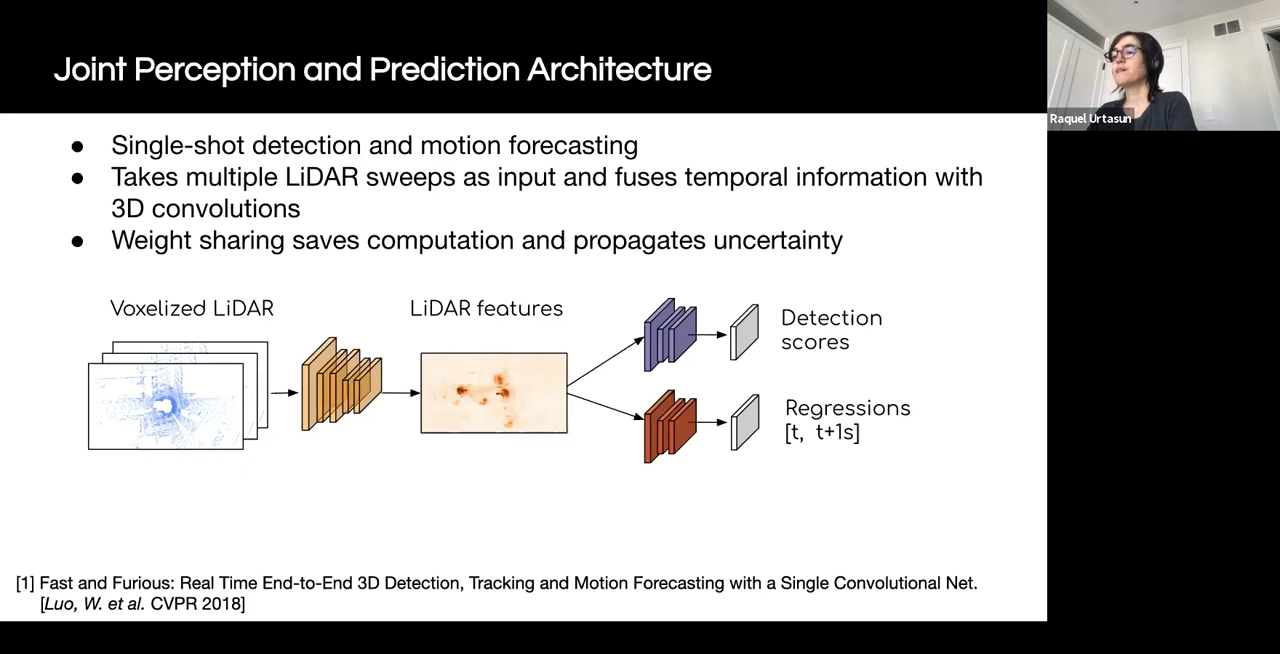 Joint Perception and Prediction Architecture
Raquel Urtasun
● Single-shot detection and motion forecasting
● Takes multiple LiDAR sweeps as input and fuses temporal information with
3D convolutions
● Weight sharing saves computation and propagates uncertainty
Voxelized LiDAR
LiDAR features
Detection
scores
Regressions
[t, t+1s]
[1] Fast and Furious: Real Time End-to-End 3D Detection, Tracking and Motion Forecasting with a Single Convolutional Net.
[Luo, W. et al. CVPR 2018]